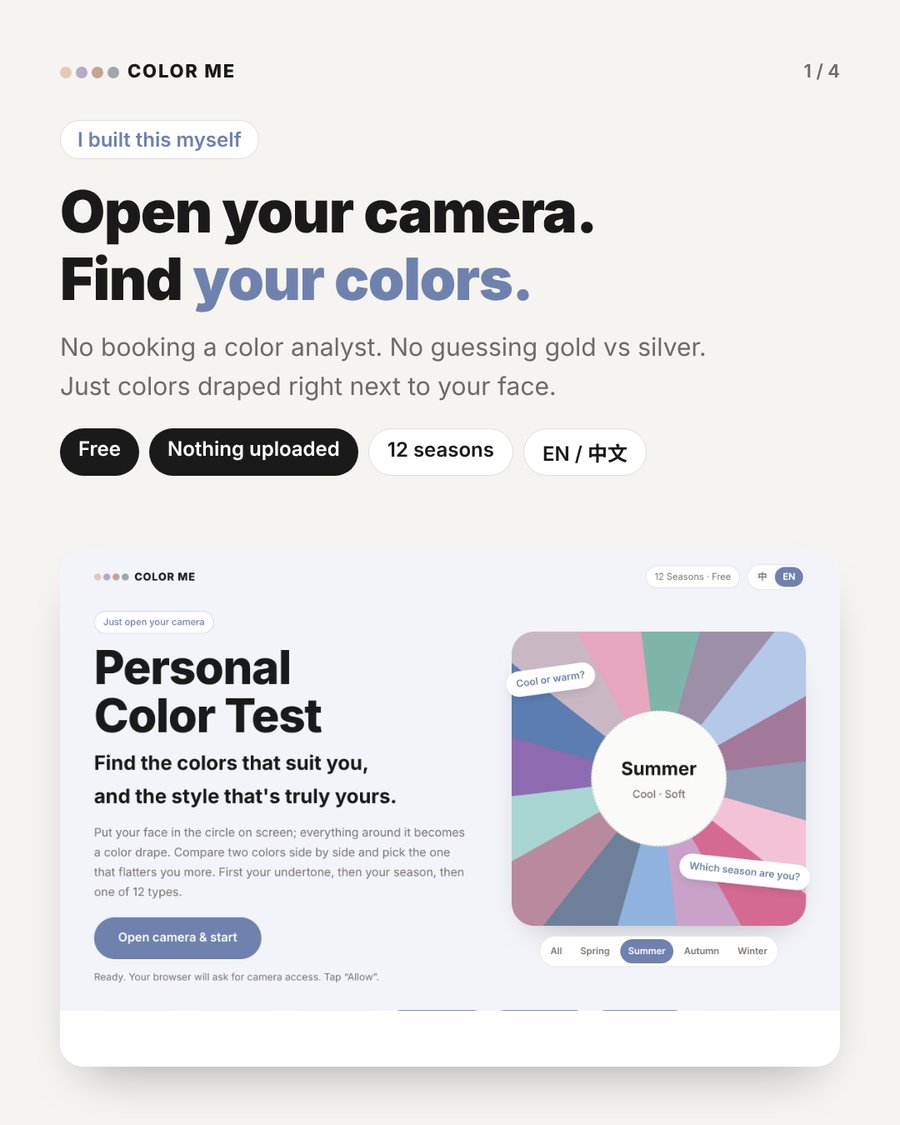 COLOR ME
1 / 4
I built this myself
Open your camera.
Find your colors.
No booking a color analyst. No guessing gold vs silver.
Just colors draped right next to your face.
Free
Nothing uploaded
12 seasons
EN / 中文
COLOR ME
12 Seasons · Free
中
EN
Just open your camera
Personal
Color Test
Find the colors that suit you,
and the style that's truly yours.
Put your face in the circle on screen; everything around it becomes
a color drape. Compare two colors side by side and pick the one
that flatters you more. First your undertone, then your season, then
one of 12 types.
Open camera & start
Ready. Your browser will ask for camera access. Tap "Allow".
Cool or warm?
Summer
Cool · Soft
Which season are you?
All
Spring
Summer
Autumn
Winter